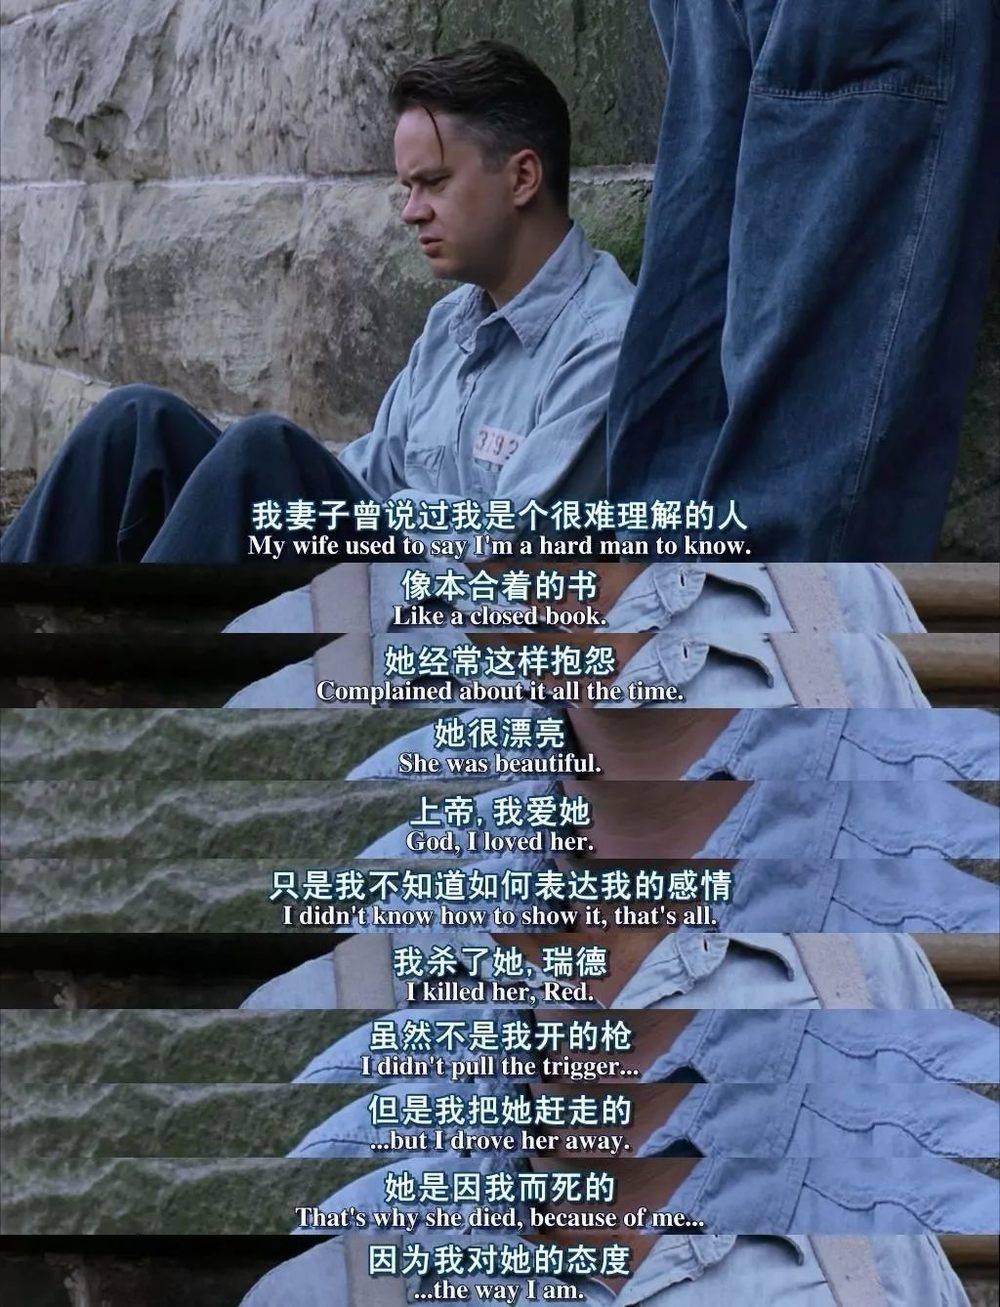 3792
我妻子曾说过我是个很难理解的人
My wife used to say I'm a hard man to know.
像本合着的书
Like a closed book.
她经常这样抱怨
Complained about it all the time.
她很漂亮
She was beautiful.
上帝,我爱她
God, I loved her.
只是我不知道如何表达我的感情
I didn't know how to show it, that's all.
我杀了她,瑞德
I killed her, Red.
虽然不是我开的枪
I didn't pull the trigger...
但是我把她赶走的
...but I drove her away.
她是因我而死的
That's why she died, because of me...
因为我对她的态度
...the way I am.